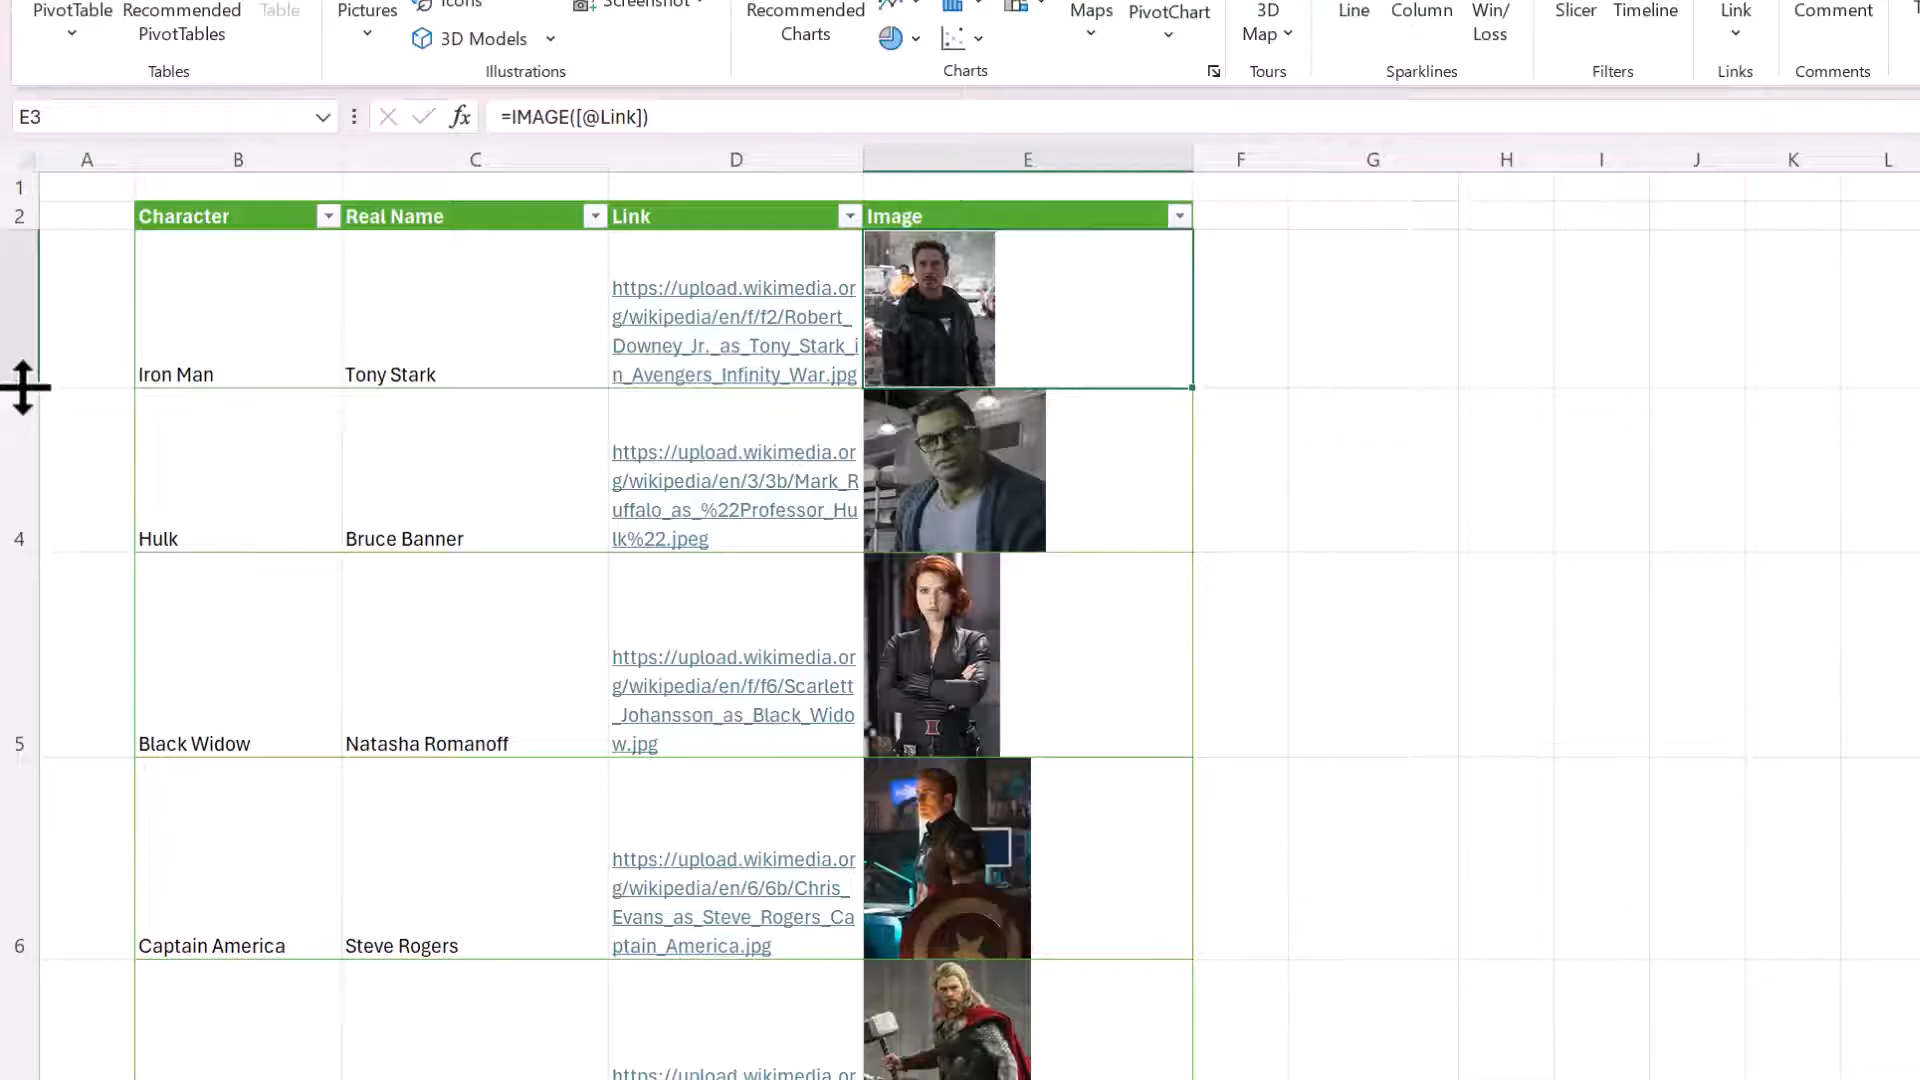 PivotTable Recommended PivotTables Table
Pictures Icons Screenshot
3D Models
Recommended Charts
Maps PivotChart 3D Map
Line Column Win/Loss
Slicer Timeline Link Comment
Tables Illustrations Charts Tours Sparklines Filters Links Comments
E3 fx =IMAGE([@Link])
A B C D E F G H I J K L
1
2 Character Real Name Link Image
https://upload.wikimedia.or
g/wikipedia/en/f/f2/Robert_
Downey_Jr._as_Tony_Stark_i
Iron Man Tony Stark n_Avengers_Infinity_War.jpg
https://upload.wikimedia.or
g/wikipedia/en/3/3b/Mark_R
uffalo_as_%22Professor_Hu
4 Hulk Bruce Banner lk%22.jpeg
https://upload.wikimedia.or
g/wikipedia/en/f/f6/Scarlett
_Johansson_as_Black_Wido
5 Black Widow Natasha Romanoff w.jpg
https://upload.wikimedia.or
g/wikipedia/en/6/6b/Chris_
Evans_as_Steve_Rogers_Ca
6 Captain America Steve Rogers ptain_America.jpg
https://upload.wikimedia.or